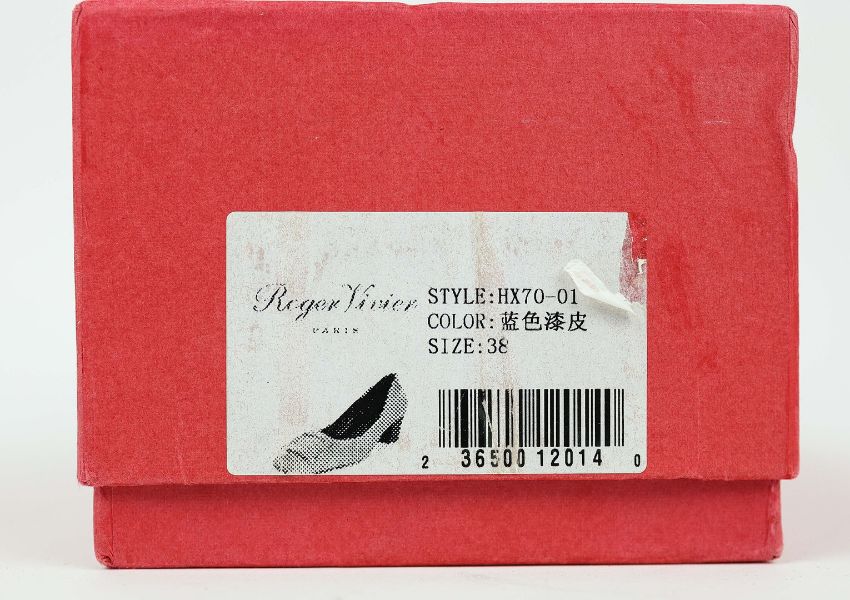 Roger Vivier
PARIS
STYLE:HX70-01
COLOR:蓝色漆皮
SIZE:38
2 36500 12014 0